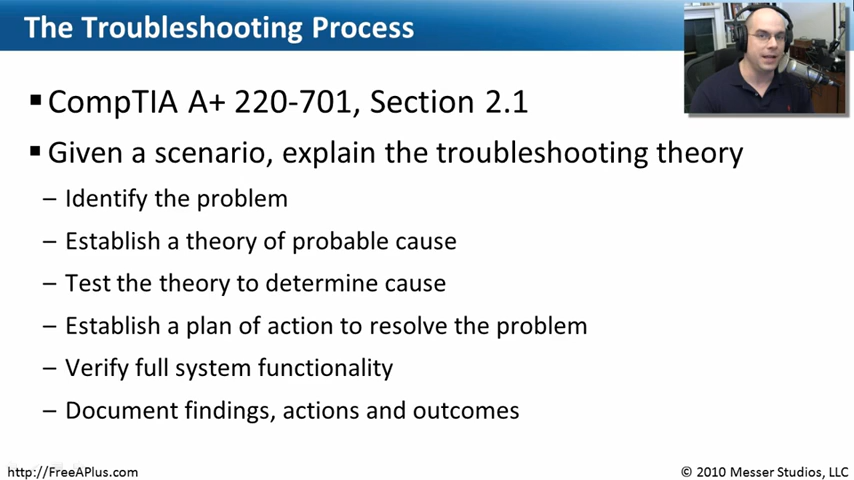 The Troubleshooting Process
▪ CompTIA A+ 220-701, Section 2.1
▪ Given a scenario, explain the troubleshooting theory
– Identify the problem
– Establish a theory of probable cause
– Test the theory to determine cause
– Establish a plan of action to resolve the problem
– Verify full system functionality
– Document findings, actions and outcomes
http://FreeAPlus.com
© 2010 Messer Studios, LLC